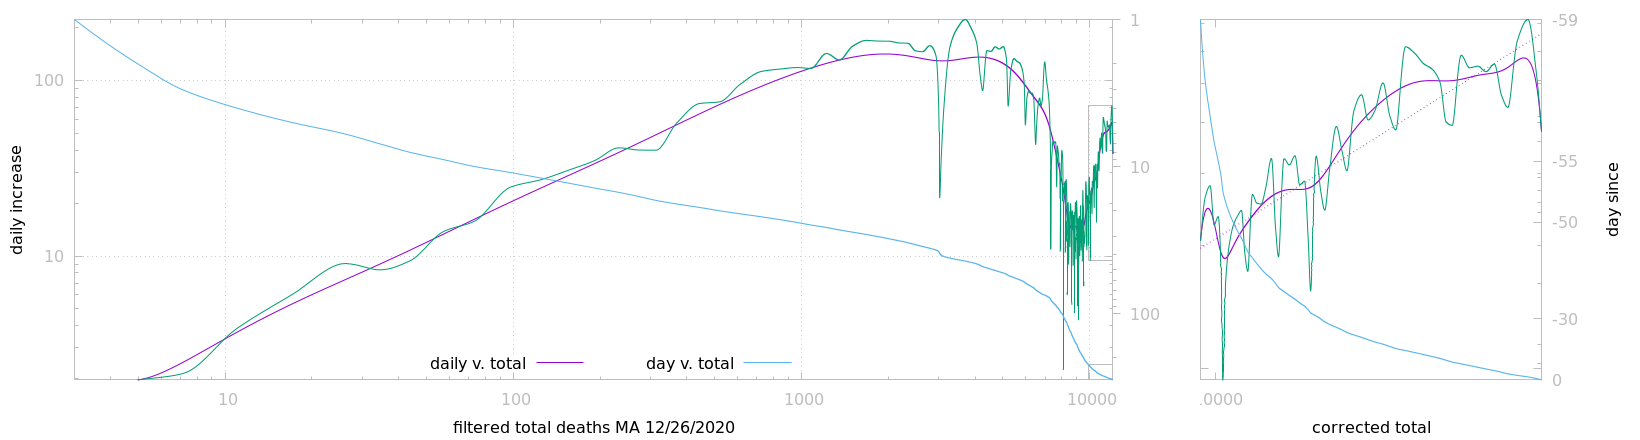 100
10
daily increase
daily v. total
day v. total
10
100
1000
10000
filtered total deaths MA 12/26/2020
1
10
100
-59
-55
-50
-30
0
day since
.0000
corrected total